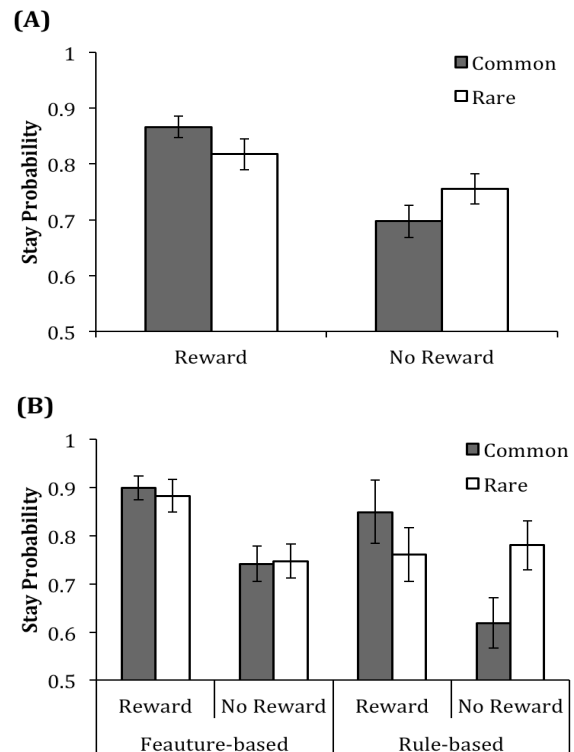 (A)
1
0.9
0.8
0.7
0.6
0.5
Stay Probability
Common
Rare
Reward
No Reward
(B)
1
0.9
0.8
0.7
0.6
0.5
Stay Probability
Common
Rare
Reward
No Reward
Reward
No Reward
Feauture-based
Rule-based